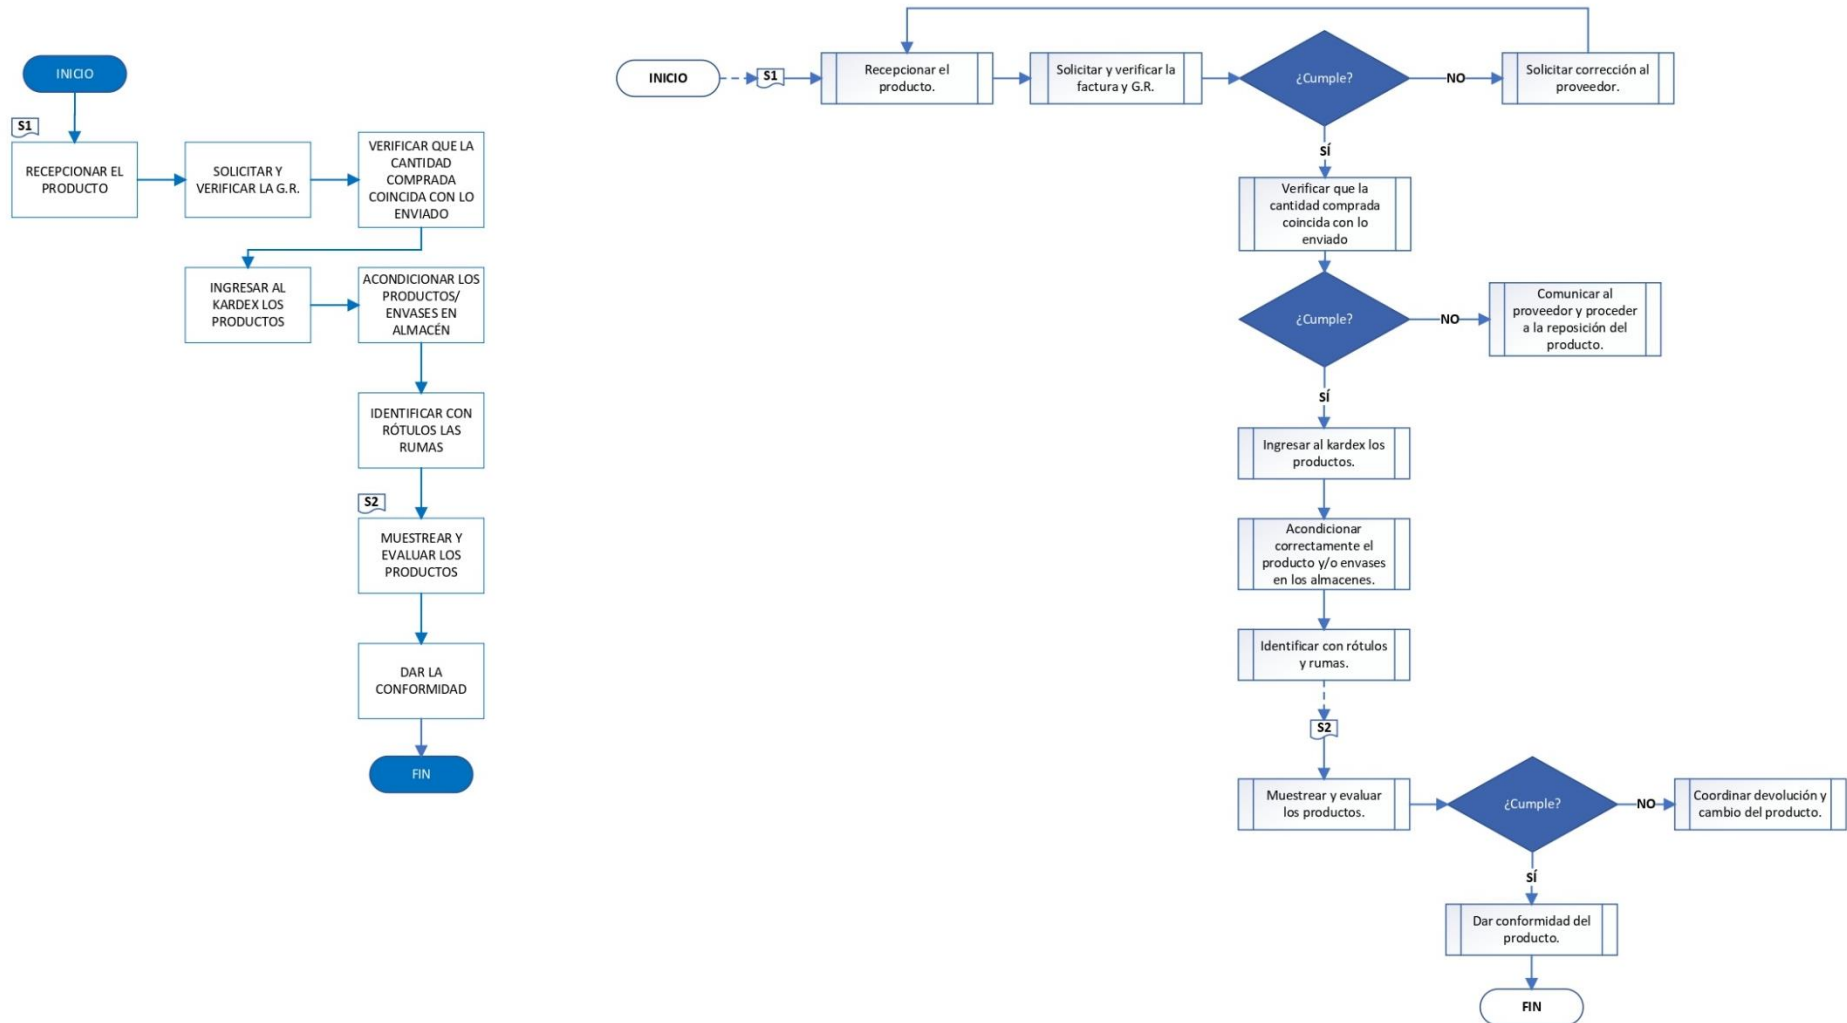 INICIO
S1
RECEPCIONAR EL
PRODUCTO
SOLICITAR Y
VERIFICAR LA G.R.
VERIFICAR QUE LA
CANTIDAD
COMPRADA
COINCIDA CON LO
ENVIADO
INGRESAR AL
KARDEX LOS
PRODUCTOS
ACONDICIONAR LOS
PRODUCTOS/
ENVASES EN
ALMACÉN
IDENTIFICAR CON
RÓTULOS LAS
RUMAS
S2
MUESTREAR Y
EVALUAR LOS
PRODUCTOS
DAR LA
CONFORMIDAD
FIN
INICIO
S1
Recepcionar el
producto.
Solicitar y verificar la
factura y G.R.
¿Cumple?
NO
Solicitar corrección al
proveedor.
SÍ
Verificar que la
cantidad comprada
coincida con lo
enviado
¿Cumple?
NO
Comunicar al
proveedor y proceder
a la reposición del
producto.
SÍ
Ingresar al kardex los
productos.
Acondicionar
correctamente el
producto y/o envases
en los almacenes.
Identificar con rótulos
y rumas.
S2
Muestrear y evaluar
los productos.
¿Cumple?
NO
Coordinar devolución y
cambio del producto.
SÍ
Dar conformidad del
producto.
FIN